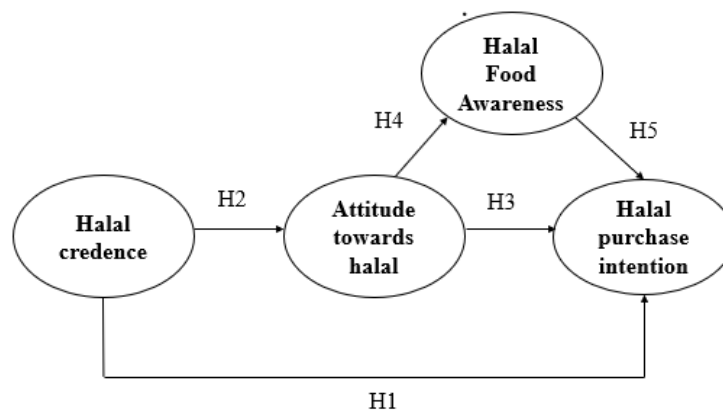 Halal
Food
Awareness
H4
H5
H2
H3
Halal
credence
Attitude
towards
halal
Halal
purchase
intention
H1